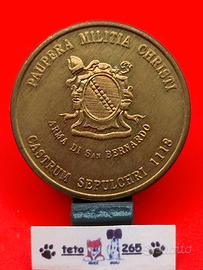 PAUPERA MILITIA CHRISTI
ARMA DI SAN BERNARDO
CASTRUM SEPULCHRI 1118
teto 265